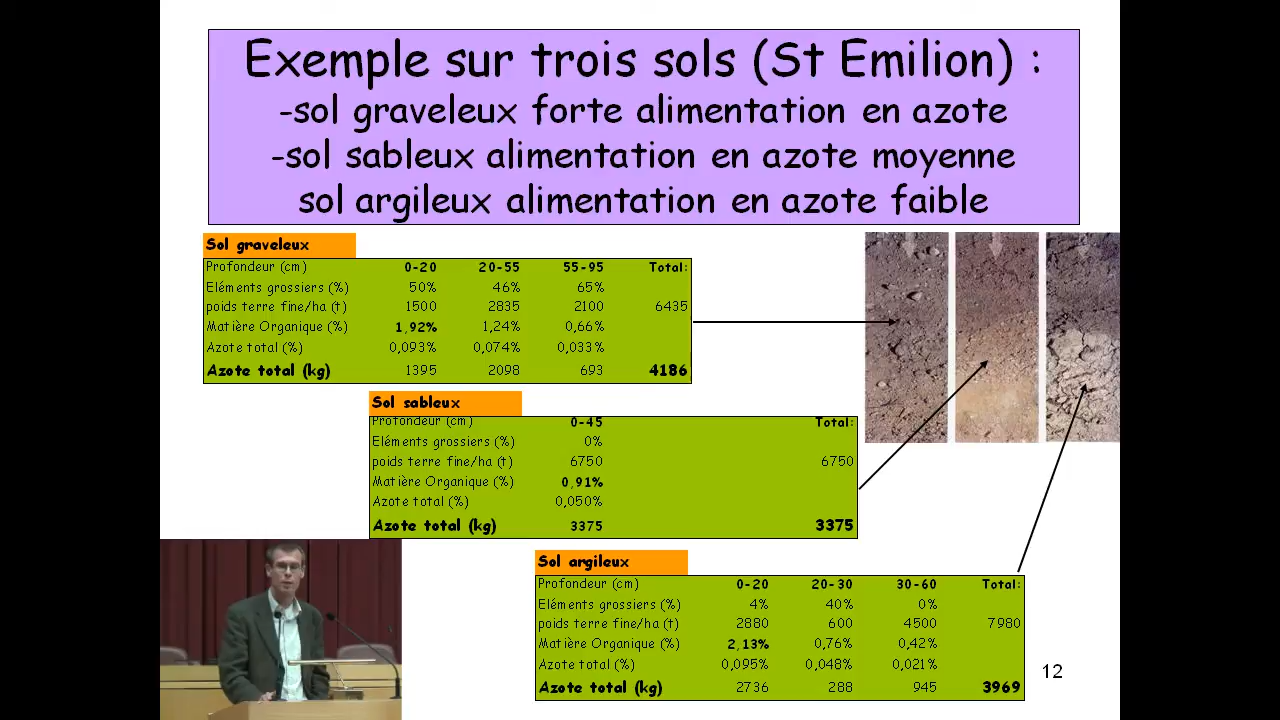 Exemple sur trois sols (St Emilion) :
-sol graveleux forte alimentation en azote
-sol sableux alimentation en azote moyenne
sol argileux alimentation en azote faible
Sol graveleux
Profondeur (cm) 0-20 20-55 55-95 Total:
Eléments grossiers (%) 50% 46% 65%
poids terre fine/ha (t) 1500 2835 2100 6435
Matière Organique (%) 1,92% 1,24% 0,66%
Azote total (%) 0,093% 0,074% 0,033%
Azote total (kg) 1395 2098 693 4186
Sol sableux
Profondeur (cm) 0-45 Total:
Eléments grossiers (%) 0%
poids terre fine/ha (t) 6750 6750
Matière Organique (%) 0,91%
Azote total (%) 0,050%
Azote total (kg) 3375 3375
Sol argileux
Profondeur (cm) 0-20 20-30 30-60 Total:
Eléments grossiers (%) 4% 40% 0%
poids terre fine/ha (t) 2880 600 4500 7980
Matière Organique (%) 2,13% 0,76% 0,42%
Azote total (%) 0,095% 0,048% 0,021%
Azote total (kg) 2736 288 945 3969
12